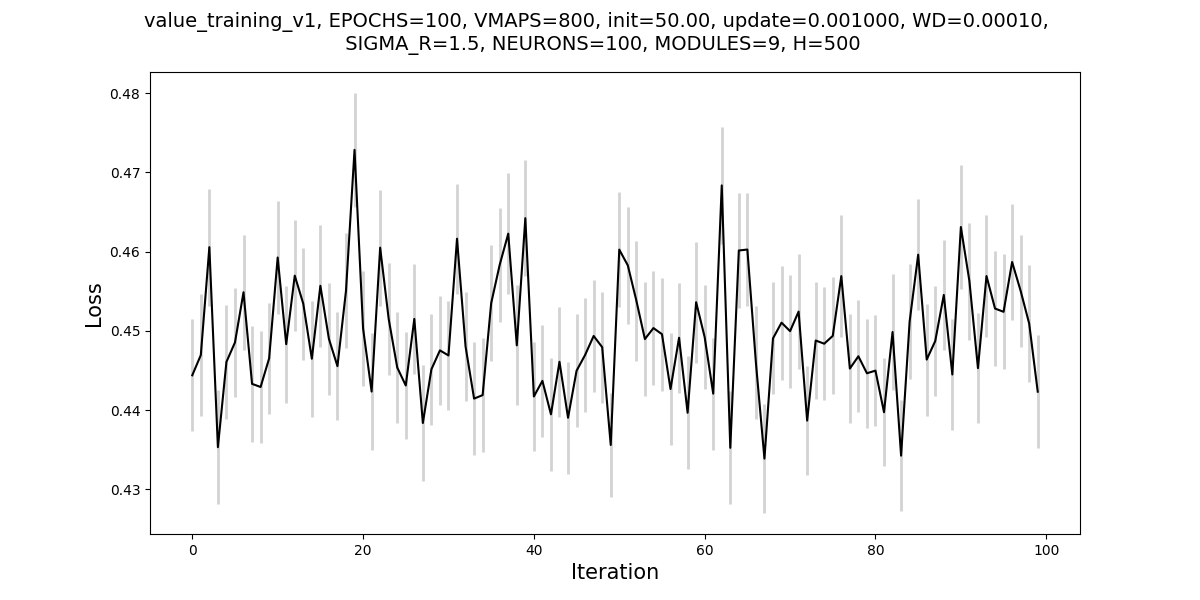 value_training_v1, EPOCHS=100, VMAPS=800, init=50.00, update=0.001000, WD=0.00010,
SIGMA_R=1.5, NEURONS=100, MODULES=9, H=500
0.48
0.47
0.46
0.45
0.44
0.43
Loss
0 20 40 60 80 100
Iteration